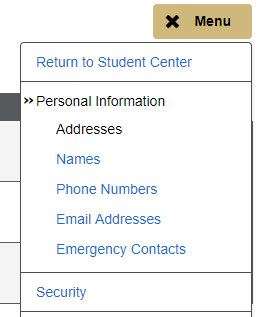 Menu
Return to Student Center
» Personal Information
Addresses
Names
Phone Numbers
Email Addresses
Emergency Contacts
Security